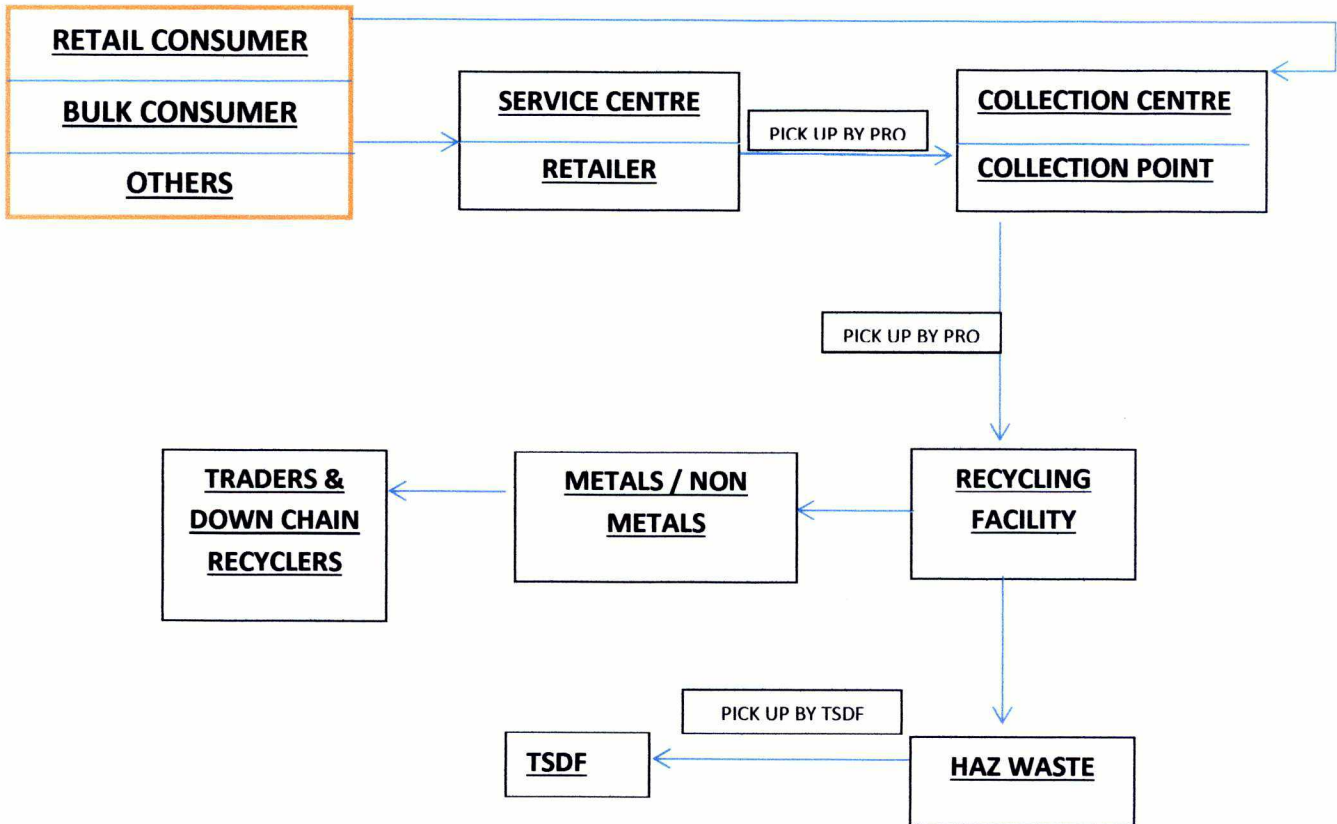 RETAIL CONSUMER
BULK CONSUMER
OTHERS
SERVICE CENTRE
RETAILER
PICK UP BY PRO
COLLECTION CENTRE
COLLECTION POINT
PICK UP BY PRO
TRADERS &
DOWN CHAIN
RECYCLERS
METALS / NON
METALS
RECYCLING
FACILITY
PICK UP BY TSDF
TSDF
HAZ WASTE